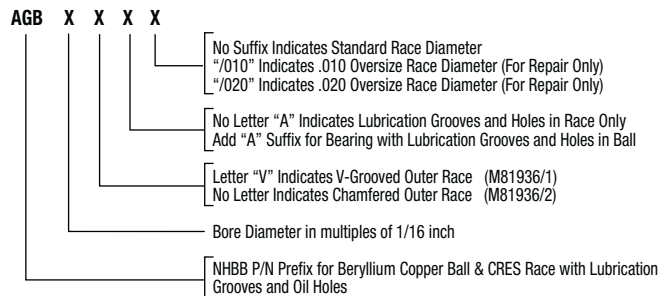 AGB X X X X
No Suffix Indicates Standard Race Diameter
“/010” Indicates .010 Oversize Race Diameter (For Repair Only)
“/020” Indicates .020 Oversize Race Diameter (For Repair Only)
No Letter “A” Indicates Lubrication Grooves and Holes in Race Only
Add “A” Suffix for Bearing with Lubrication Grooves and Holes in Ball
Letter “V” Indicates V-Grooved Outer Race (M81936/1)
No Letter Indicates Chamfered Outer Race (M81936/2)
Bore Diameter in multiples of 1/16 inch
NHBB P/N Prefix for Beryllium Copper Ball & CRES Race with Lubrication
Grooves and Oil Holes